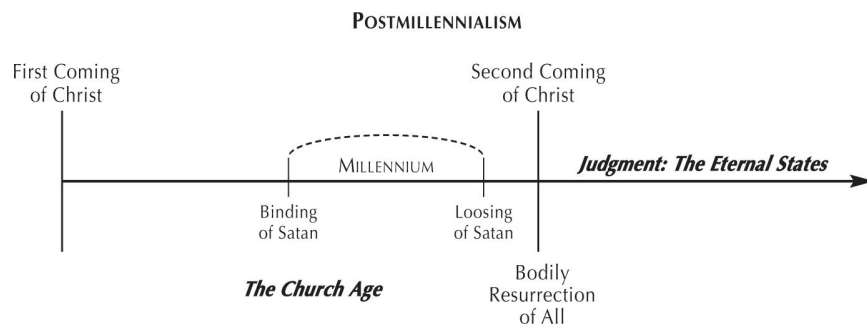 POSTMILLENNIALISM
First Coming
of Christ
Second Coming
of Christ
MILLENNIUM
Judgment: The Eternal States
Binding
of Satan
Loosing
of Satan
The Church Age
Bodily
Resurrection
of All